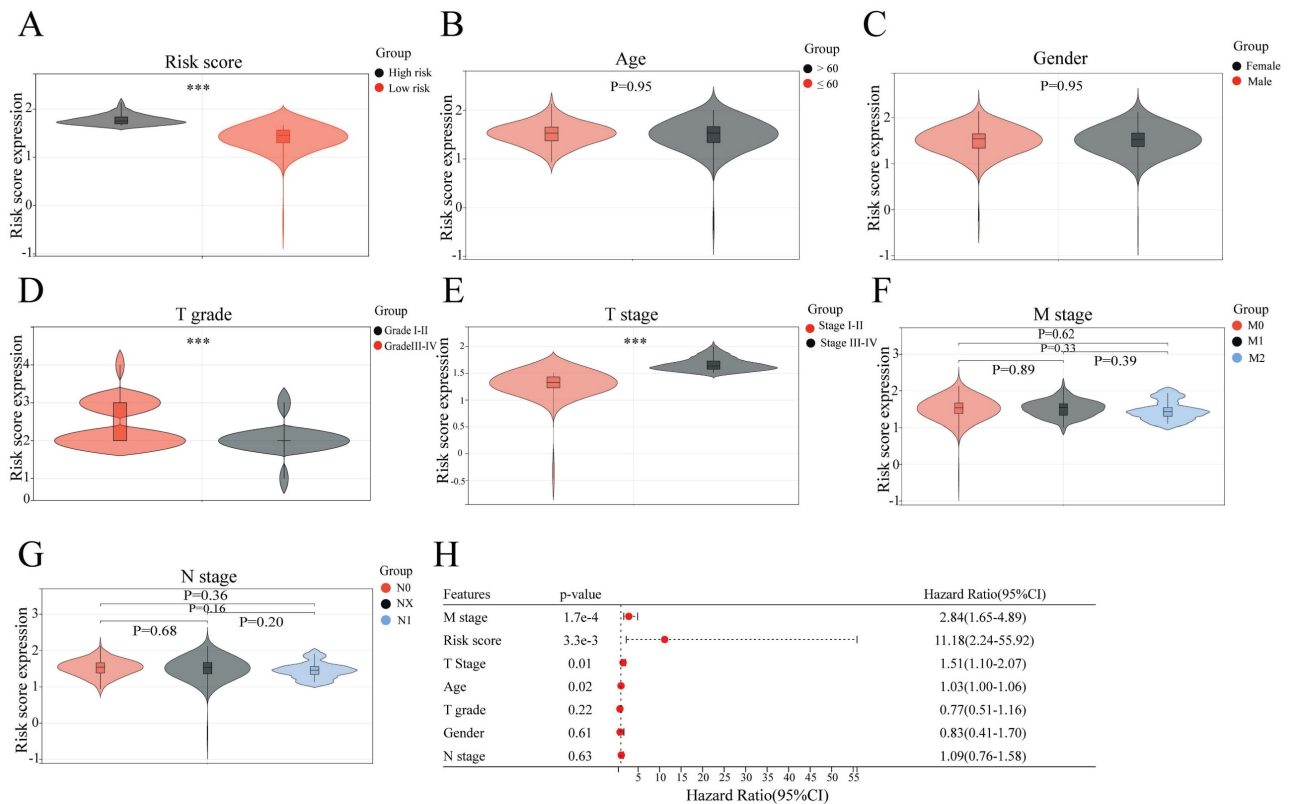 A
Risk score
Group
High risk
Low risk
***
Risk score expression
2
1
0
-1
B
Age
Group
> 60
≤ 60
P=0.95
Risk score expression
2
1
0
-1
C
Gender
Group
Female
Male
P=0.95
Risk score expression
2
1
0
-1
D
T grade
Group
Grade I-II
GradeIII-IV
***
Risk score expression
4
3
2
1
0
E
T stage
Group
Stage I-II
Stage III-IV
***
Risk score expression
2
1.5
1
0.5
0
-0.5
F
M stage
Group
M0
M1
M2
P=0.62
P=0.33
P=0.89
P=0.39
Risk score expression
3
2
1
0
-1
G
N stage
Group
N0
NX
N1
P=0.36
P=0.16
P=0.68
P=0.20
Risk score expression
3
2
1
0
-1
H
Features p-value Hazard Ratio(95%CI)
M stage 1.7e-4 2.84(1.65-4.89)
Risk score 3.3e-3 11.18(2.24-55.92)
T Stage 0.01 1.51(1.10-2.07)
Age 0.02 1.03(1.00-1.06)
T grade 0.22 0.77(0.51-1.16)
Gender 0.61 0.83(0.41-1.70)
N stage 0.63 1.09(0.76-1.58)
5 10 15 20 25 30 35 40 45 50 55
Hazard Ratio(95%CI)